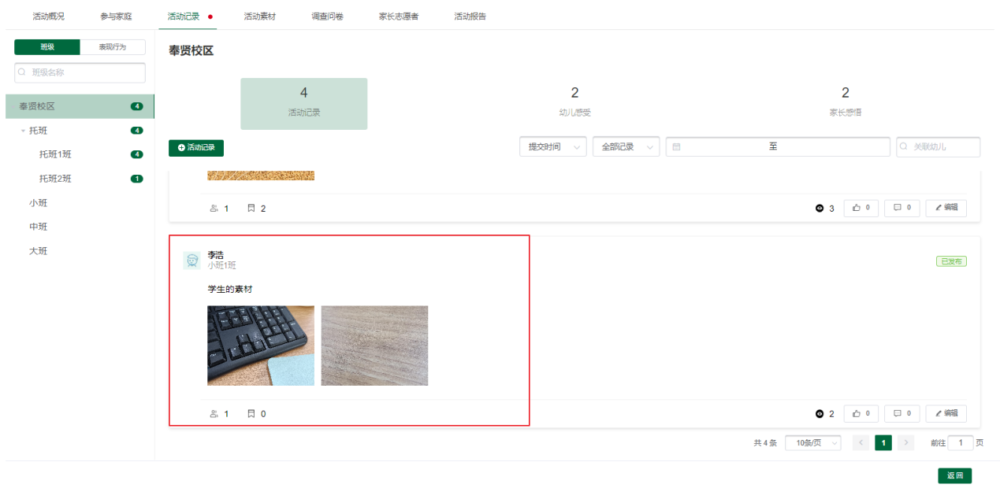 活动概况 参与家庭 活动记录 活动素材 调查问卷 家长志愿者 活动报告
班级 表现行为
班级名称
奉贤校区 4
托班 4
托班1班 4
托班2班 1
小班
中班
大班
奉贤校区
4 2 2
活动记录 幼儿感受 家长感悟
活动记录 提交时间 全部记录 至 关联幼儿
1 2 3 0 0 编辑
李浩
小班1班
已发布
学生的素材
1 0 2 0 0 编辑
共 4 条 10条/页 < 1 > 前往 1 页
返回